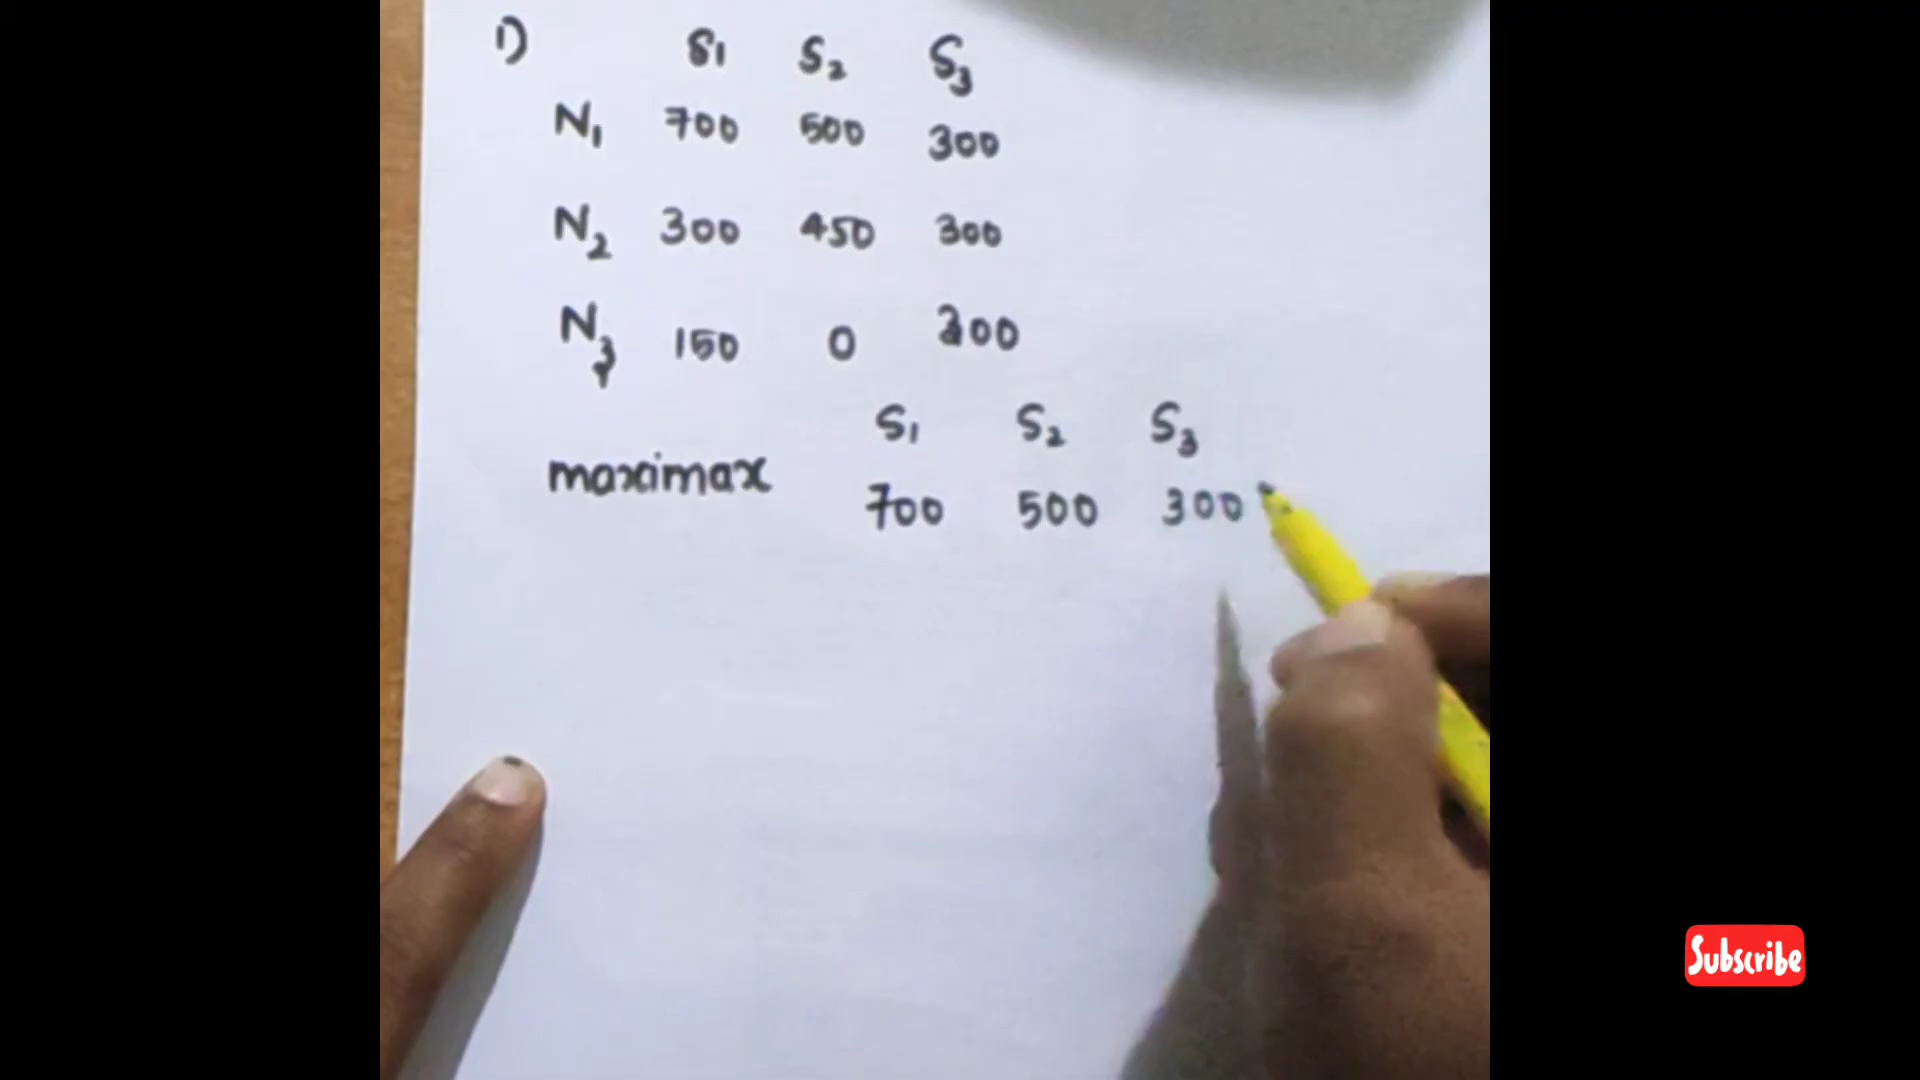 1) S1 S2 S3
N1 700 500 300
N2 300 450 300
N3 150 0 300
S1 S2 S3
maximax 700 500 300
Subscribe